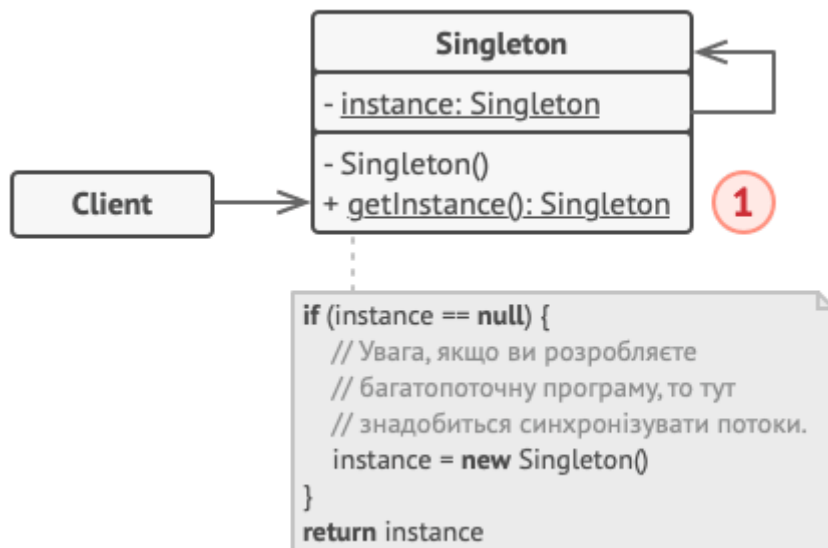 Singleton
- instance: Singleton
- Singleton()
+ getInstance(): Singleton
Client
1
if (instance == null) {
// Увага, якщо ви розробляєте
// багатопоточну програму, то тут
// знадобиться синхронізувати потоки.
instance = new Singleton()
}
return instance